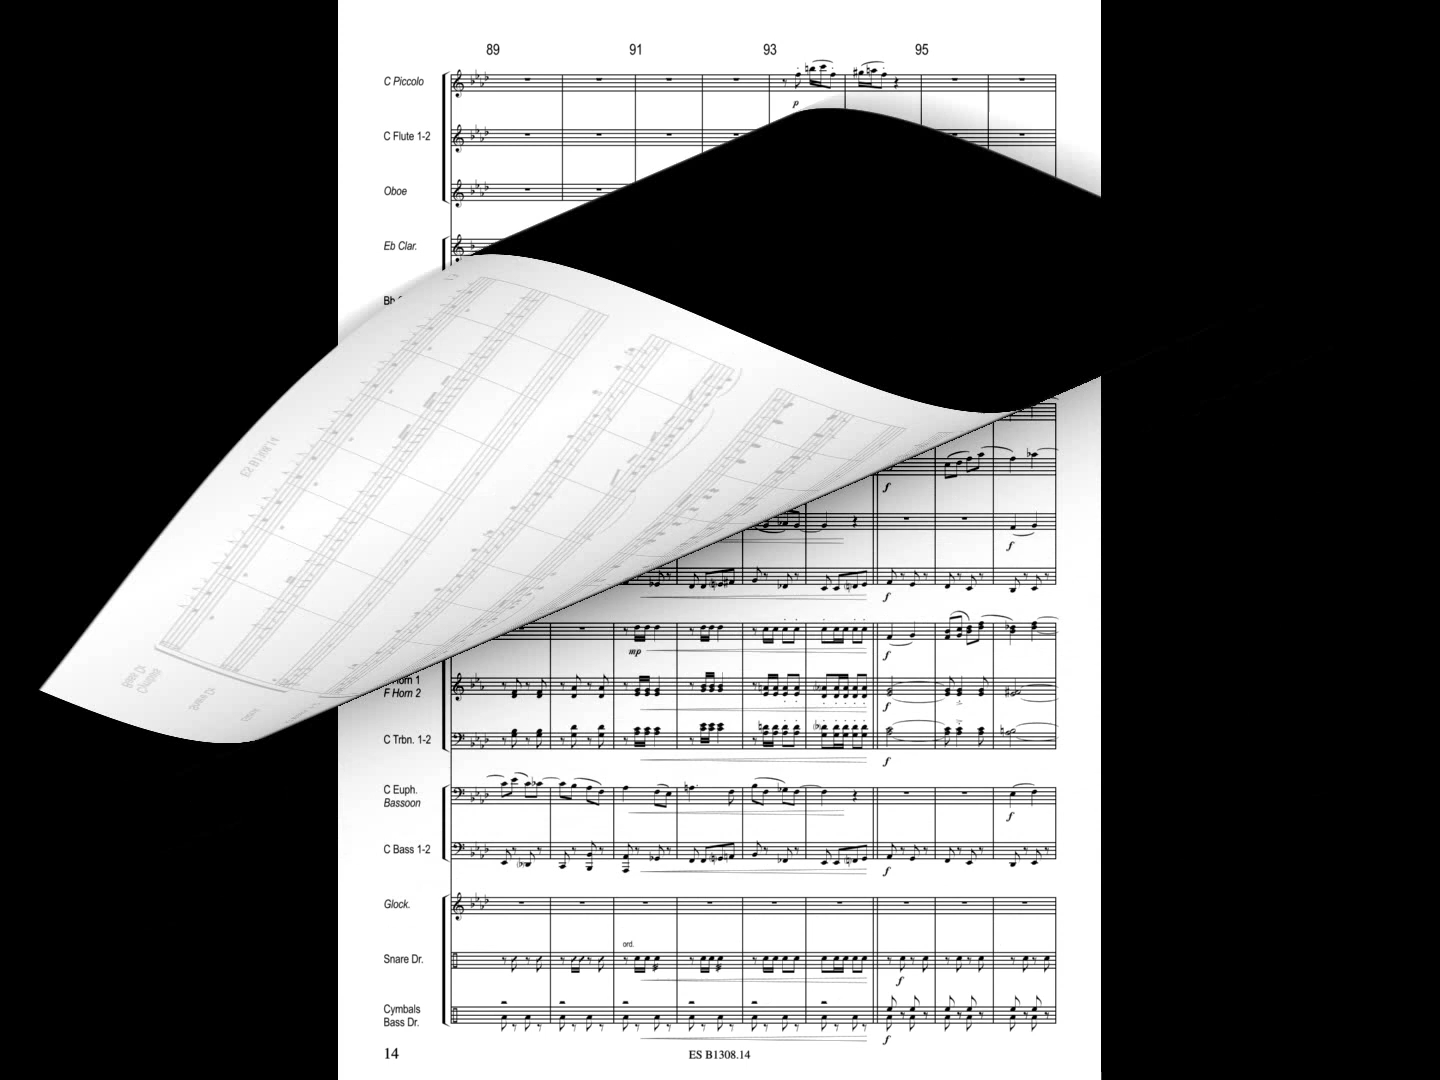 89 91 93 95
C Piccolo
p
C Flute 1-2
Oboe
Eb Clar.
f
f
f
mp
f
F Horn 2
f
C Trbn. 1-2
f
C Euph.
Bassoon
f
C Bass 1-2
f
Glock.
ord.
Snare Dr.
f
Cymbals
Bass Dr.
f
14 ES B1308.14